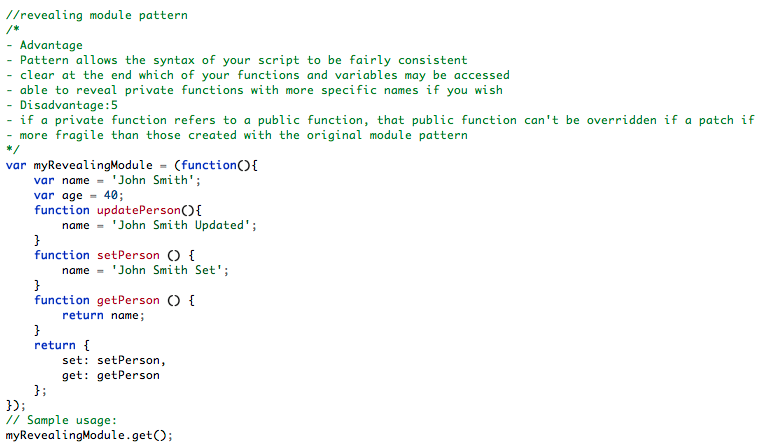 //revealing module pattern
/*
- Advantage
- Pattern allows the syntax of your script to be fairly consistent
- clear at the end which of your functions and variables may be accessed
- able to reveal private functions with more specific names if you wish
- Disadvantage:5
- if a private function refers to a public function, that public function can't be overridden if a patch if
- more fragile than those created with the original module pattern
*/
var myRevealingModule = (function(){
    var name = 'John Smith';
    var age = 40;
    function updatePerson(){
        name = 'John Smith Updated';
    }
    function setPerson () {
        name = 'John Smith Set';
    }
    function getPerson () {
        return name;
    }
    return {
        set: setPerson,
        get: getPerson
    };
});
// Sample usage:
myRevealingModule.get();